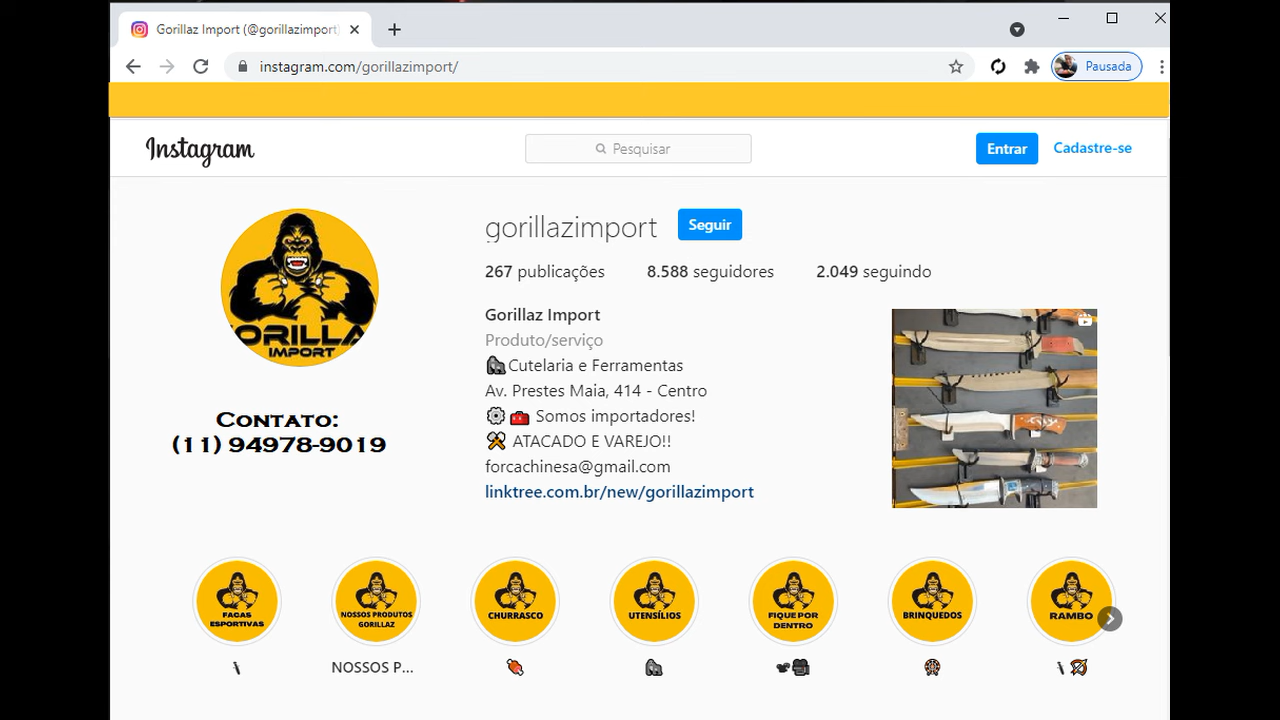 Gorillaz Import (@gorillazimport)
instagram.com/gorillazimport/
Pausada
Instagram
Pesquisar
Entrar
Cadastre-se
gorillazimport
Seguir
267 publicações
8.588 seguidores
2.049 seguindo
GORILLA
IMPORT
CONTATO:
(11) 94978-9019
Gorillaz Import
Produto/serviço
Cutelaria e Ferramentas
Av. Prestes Maia, 414 - Centro
Somos importadores!
ATACADO E VAREJO!!
forcachinesa@gmail.com
linktree.com.br/new/gorillazimport
FACAS
ESPORTIVAS
NOSSOS PRODUTOS
GORILLAZ
CHURRASCO
UTENSÍLIOS
FIQUE POR
DENTRO
BRINQUEDOS
RAMBO
NOSSOS P...